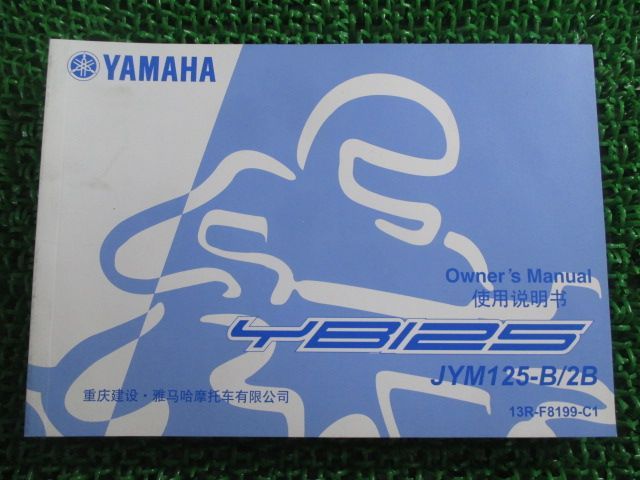 YAMAHA
Owner's Manual
使用说明书
YB125
JYM125-B/2B
重庆建设·雅马哈摩托车有限公司
13R-F8199-C1